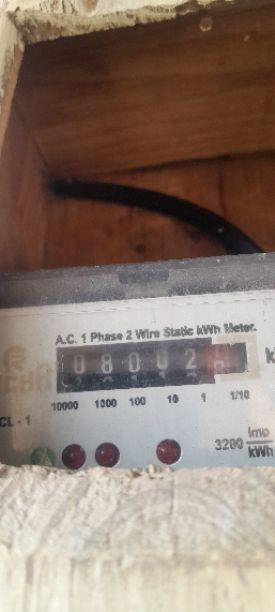 A.C. 1 Phase 2 Wire Static kWh Meter.
0 8 0 0 2
CL - 1
10000 1000 100 10 1 1/10
3200 imp/kWh